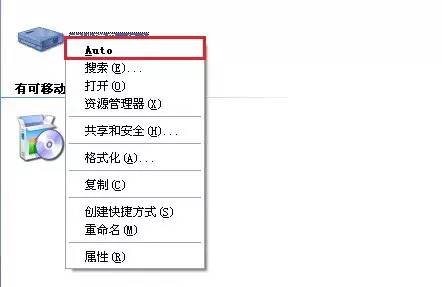 Auto
搜索(E)...
打开(O)
有可移动
资源管理器(X)
共享和安全(H)...
格式化(A)...
复制(C)
创建快捷方式(S)
重命名(M)
属性(R)